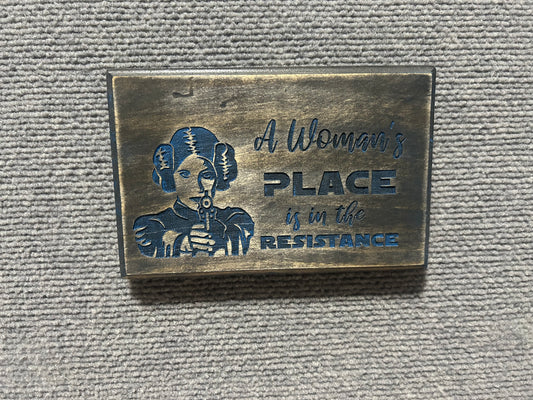 A Woman's
PLACE
is in the
RESISTANCE